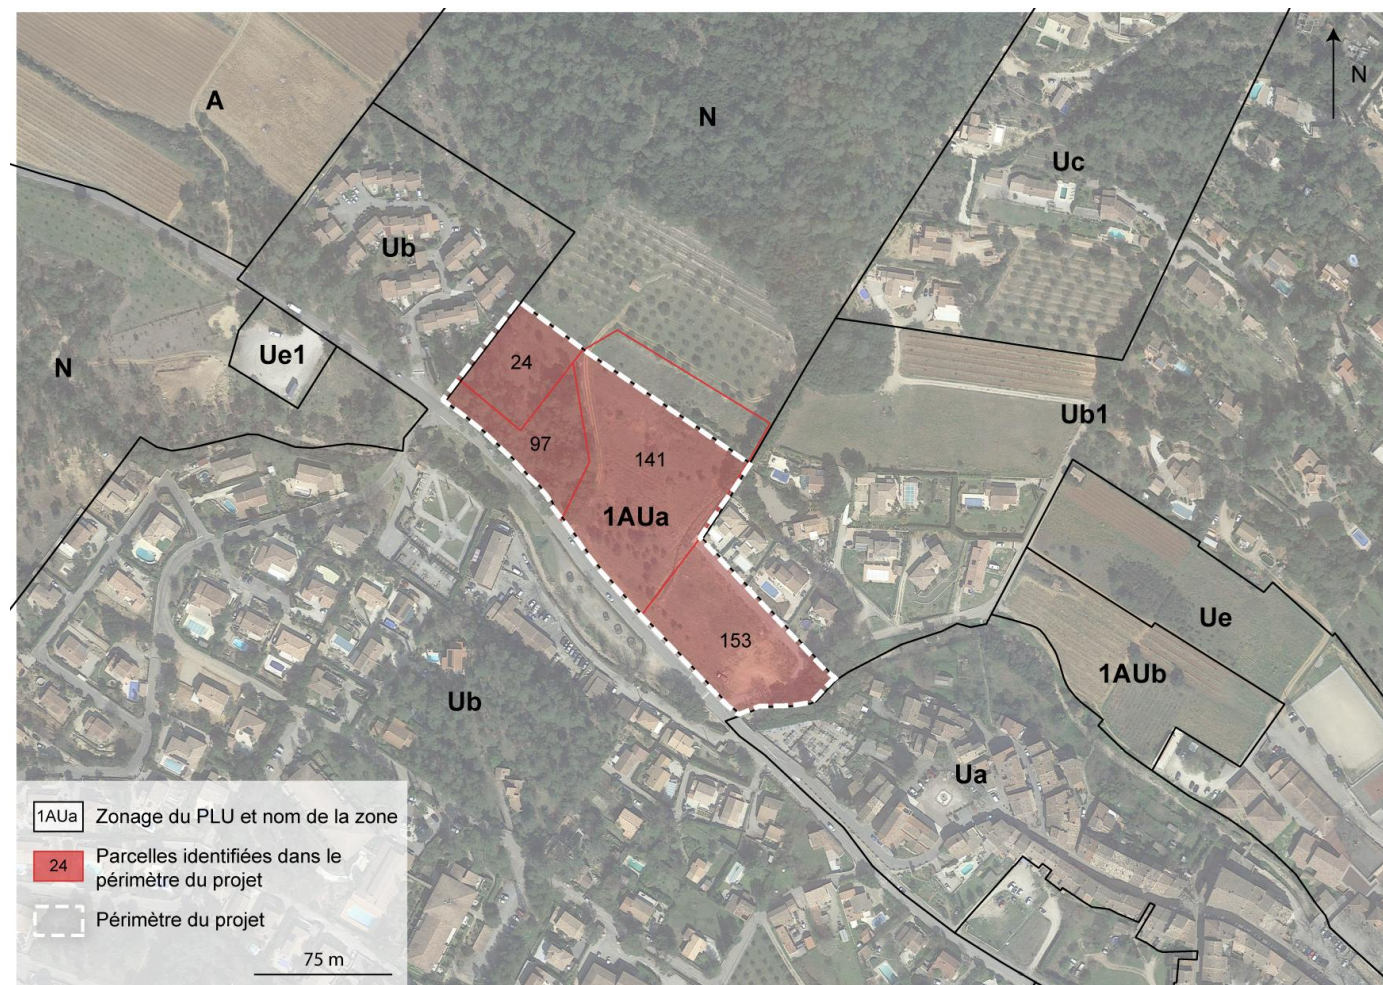 A
N
N
Uc
Ub
Ue1
N
24
Ub1
97
141
1AUa
153
Ue
1AUb
Ub
Ua
1AUa Zonage du PLU et nom de la zone
24 Parcelles identifiées dans le
périmètre du projet
Périmètre du projet
75 m